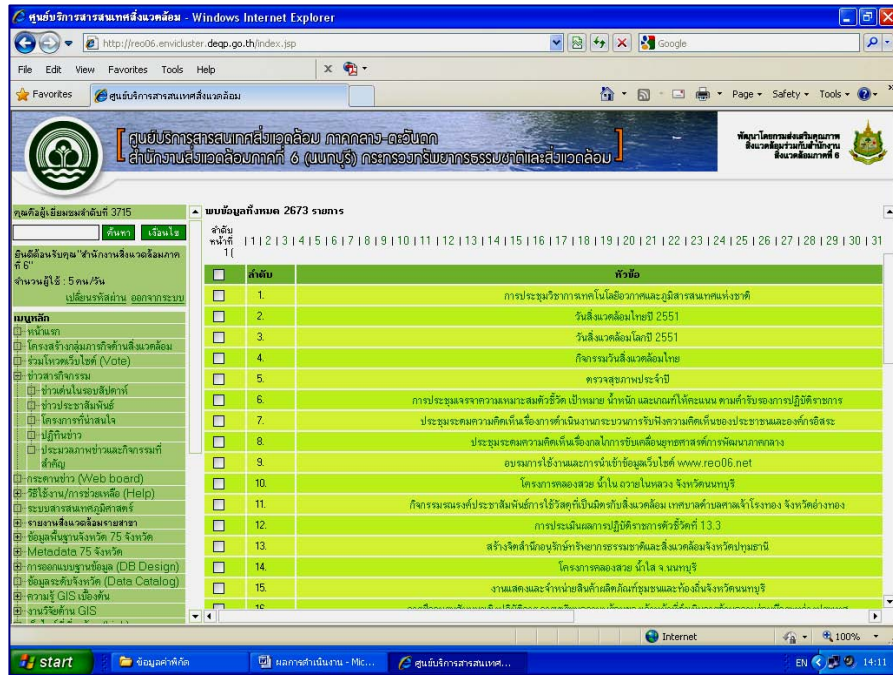 ศูนย์บริการสารสนเทศสิ่งแวดล้อม - Windows Internet Explorer
http://reo06.envicluster.deqp.go.th/index.jsp
Google
File Edit View Favorites Tools Help
Favorites ศูนย์บริการสารสนเทศสิ่งแวดล้อม
Page Safety Tools
ศูนย์บริการสารสนเทศสิ่งแวดล้อม ภาคกลาง-ตะวันตก
สำนักงานสิ่งแวดล้อมภาคที่ 6 (นนทบุรี) กระทรวงทรัพยากรธรรมชาติและสิ่งแวดล้อม
พัฒนาโดยกรมส่งเสริมคุณภาพ
สิ่งแวดล้อมร่วมกับสำนักงาน
สิ่งแวดล้อมภาคที่ 6
คุณคือผู้เยี่ยมชมลำดับที่ 3715
ค้นหา เงื่อนไข
ยินดีต้อนรับคุณ"สำนักงานสิ่งแวดล้อมภาค
ที่ 6"
จำนวนผู้ใช้ : 5 คน/วัน
เปลี่ยนรหัสผ่าน ออกจากระบบ
เมนูหลัก
หน้าแรก
โครงสร้างกลุ่มภารกิจด้านสิ่งแวดล้อม
ร่วมโหวตเว็บไซต์ (Vote)
ข่าวสารกิจกรรม
ข่าวเด่นในรอบสัปดาห์
ข่าวประชาสัมพันธ์
โครงการที่น่าสนใจ
ปฏิทินข่าว
ประมวลภาพข่าวและกิจกรรมที่
สำคัญ
กระดานข่าว (Web board)
วิธีใช้งาน/การช่วยเหลือ (Help)
ระบบสารสนเทศภูมิศาสตร์
รายงานสิ่งแวดล้อมรายสาขา
ข้อมูลพื้นฐานจังหวัด 75 จังหวัด
Metadata 75 จังหวัด
การออกแบบฐานข้อมูล (DB Design)
ข้อมูลระดับจังหวัด (Data Catalog)
ความรู้ GIS เบื้องต้น
งานวิจัยด้าน GIS
พบข้อมูลทั้งหมด 2673 รายการ
ลำดับ
หน้าที่ | 1 | 2 | 3 | 4 | 5 | 6 | 7 | 8 | 9 | 10 | 11 | 12 | 13 | 14 | 15 | 16 | 17 | 18 | 19 | 20 | 21 | 22 | 23 | 24 | 25 | 26 | 27 | 28 | 29 | 30 | 31
1 [
ลำดับ หัวข้อ
1. การประชุมวิชาการเทคโนโลยีอวกาศและภูมิสารสนเทศแห่งชาติ
2. วันสิ่งแวดล้อมไทยปี 2551
3. วันสิ่งแวดล้อมโลกปี 2551
4. กิจกรรมวันสิ่งแวดล้อมไทย
5. ตรวจสุขภาพประจำปี
6. การประชุมเจรจาความเหมาะสมตัวชี้วัด เป้าหมาย น้ำหนัก และเกณฑ์ให้คะแนน ตามคำรับรองการปฏิบัติราชการ
7. ประชุมระดมความคิดเห็นเรื่องการดำเนินงานกระบวนการรับฟังความคิดเห็นของประชาชนและองค์กรอิสระ
8. ประชุมระดมความคิดเห็นเรื่องกลไกการขับเคลื่อนยุทธศาสตร์การพัฒนาภาคกลาง
9. อบรมการใช้งานและการนำเข้าข้อมูลเว็บไซต์ www.reo06.net
10. โครงการคลองสวย น้ำใส ถวายในหลวง จังหวัดนนทบุรี
11. กิจกรรมรณรงค์ประชาสัมพันธ์การใช้วัสดุที่เป็นมิตรกับสิ่งแวดล้อม เทศบาลตำบลศาลเจ้าโรงทอง จังหวัดอ่างทอง
12. การประเมินผลการปฏิบัติราชการตัวชี้วัดที่ 13.3
13. สร้างจิตสำนึกอนุรักษ์ทรัพยากรธรรมชาติและสิ่งแวดล้อมจังหวัดปทุมธานี
14. โครงการคลองสวย น้ำใส จ.นนทบุรี
15. งานแสดงและจำหน่ายสินค้าผลิตภัณฑ์ชุมชนและท้องถิ่นจังหวัดนนทบุรี
16
Internet 100%
start ข้อมูลค่าพิกัด ผลการดำเนินงาน - Mic... ศูนย์บริการสารสนเทศ... EN 14:11